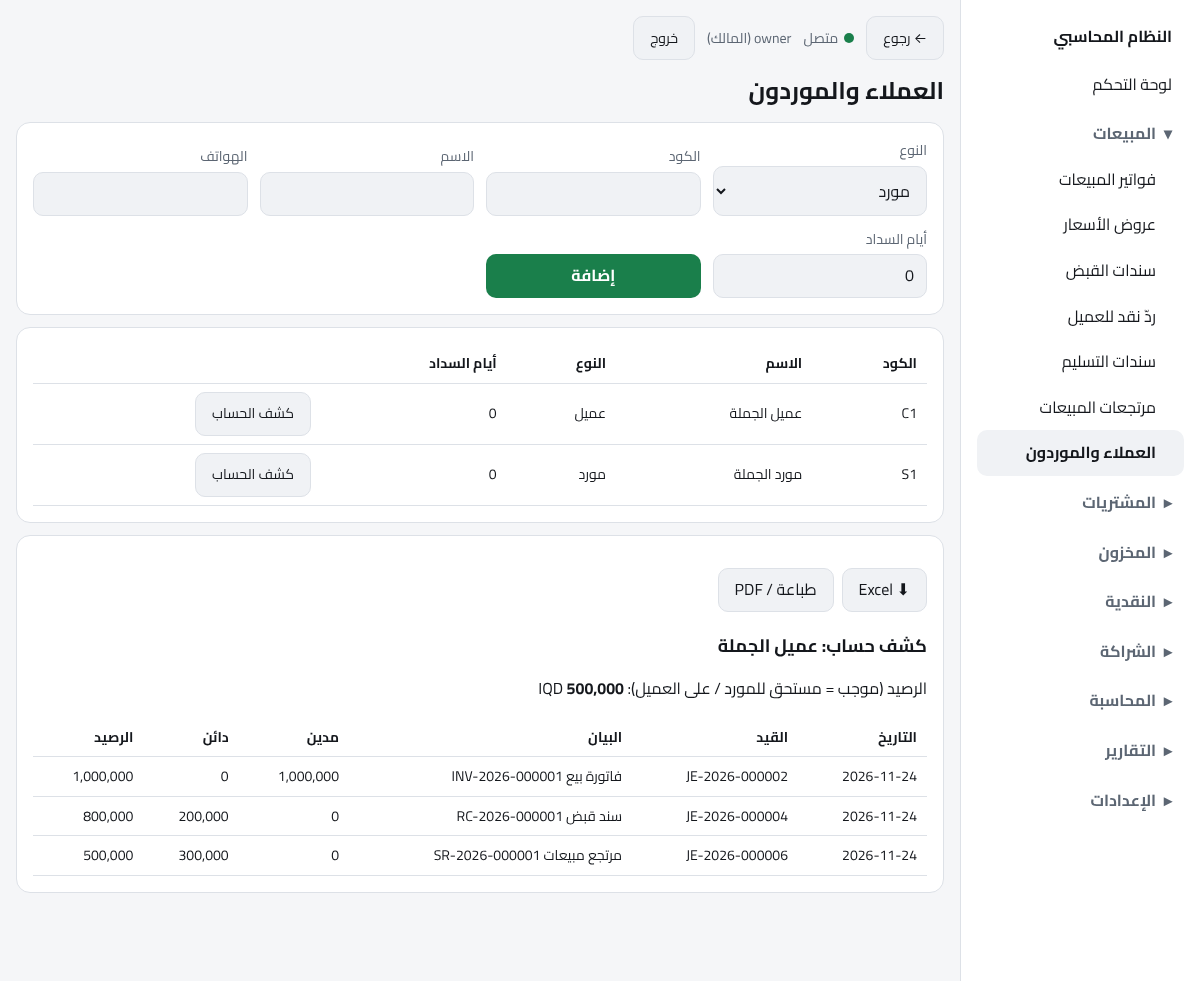 النظام المحاسبي
لوحة التحكم
▾ المبيعات
فواتير المبيعات
عروض الأسعار
سندات القبض
ردّ نقد للعميل
سندات التسليم
مرتجعات المبيعات
العملاء والموردون
▸ المشتريات
▸ المخزون
▸ النقدية
▸ الشراكة
▸ المحاسبة
▸ التقارير
▸ الإعدادات
← رجوع متصل owner (المالك) خروج
العملاء والموردون
النوع الكود الاسم الهواتف
مورد
أيام السداد
0 إضافة
الكود الاسم النوع أيام السداد
C1 عميل الجملة عميل 0 كشف الحساب
S1 مورد الجملة مورد 0 كشف الحساب
⬇ Excel طباعة / PDF
كشف حساب: عميل الجملة
الرصيد (موجب = مستحق للمورد / على العميل): 500,000 IQD
التاريخ القيد البيان مدين دائن الرصيد
2026-11-24 JE-2026-000002 فاتورة بيع INV-2026-000001 1,000,000 0 1,000,000
2026-11-24 JE-2026-000004 سند قبض RC-2026-000001 0 200,000 800,000
2026-11-24 JE-2026-000006 مرتجع مبيعات SR-2026-000001 0 300,000 500,000